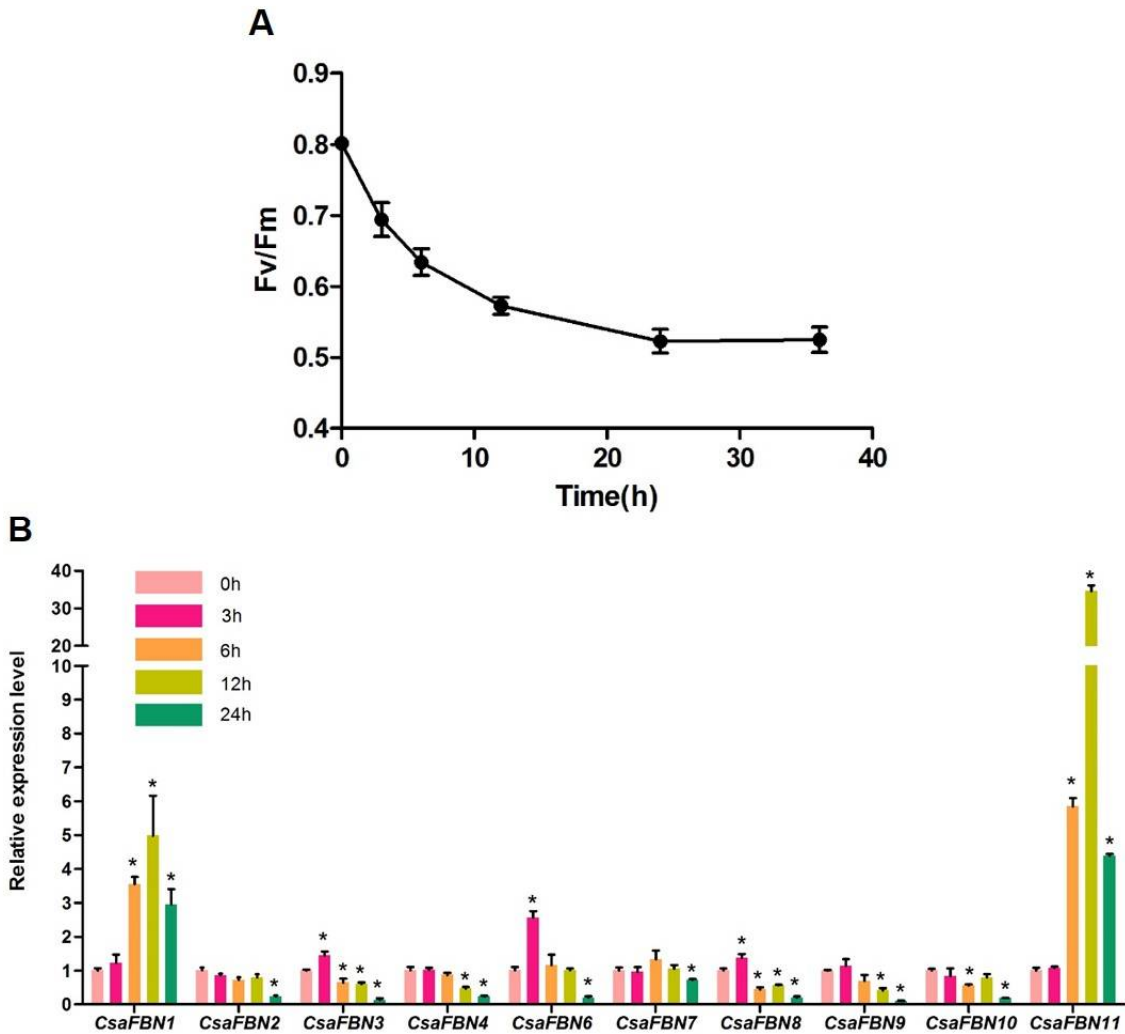 A
0.9
0.8
0.7
0.6
0.5
0.4
Fv/Fm
0 10 20 30 40
Time(h)
B
40
30
20
10
9
8
7
6
5
4
3
2
1
0
Relative expression level
0h
3h
6h
12h
24h
* * * * * * * * * * * * * * * * * * * * * * * *
CsaFBN1 CsaFBN2 CsaFBN3 CsaFBN4 CsaFBN6 CsaFBN7 CsaFBN8 CsaFBN9 CsaFBN10 CsaFBN11